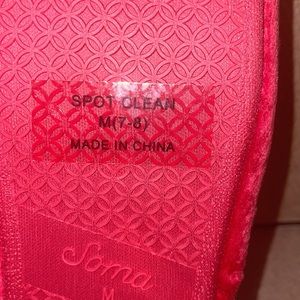 SPOT CLEAN
M(7-8)
MADE IN CHINA
Soma
M